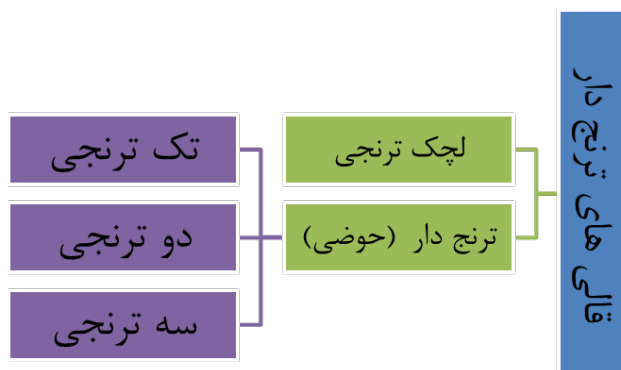 قالی های ترنج دار
لچک ترنجی
ترنج دار (حوضی)
تک ترنجی
دو ترنجی
سه ترنجی